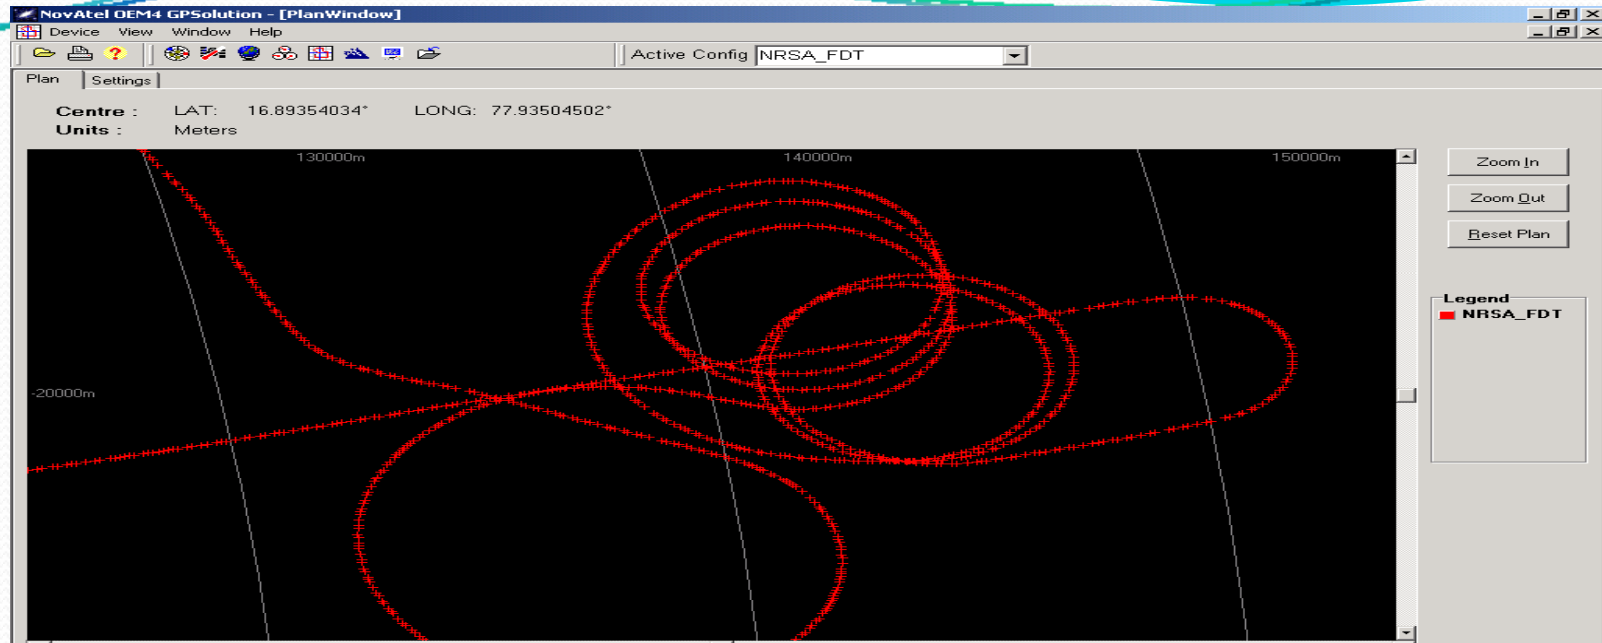 NovAtel OEM4 GPSolution - [PlanWindow]
Device View Window Help
Active Config NRSA_FDT
Plan Settings
Centre : LAT: 16.89354034° LONG: 77.93504502°
Units : Meters
130000m 140000m 150000m
Zoom In
Zoom Out
Reset Plan
Legend
NRSA_FDT
-20000m